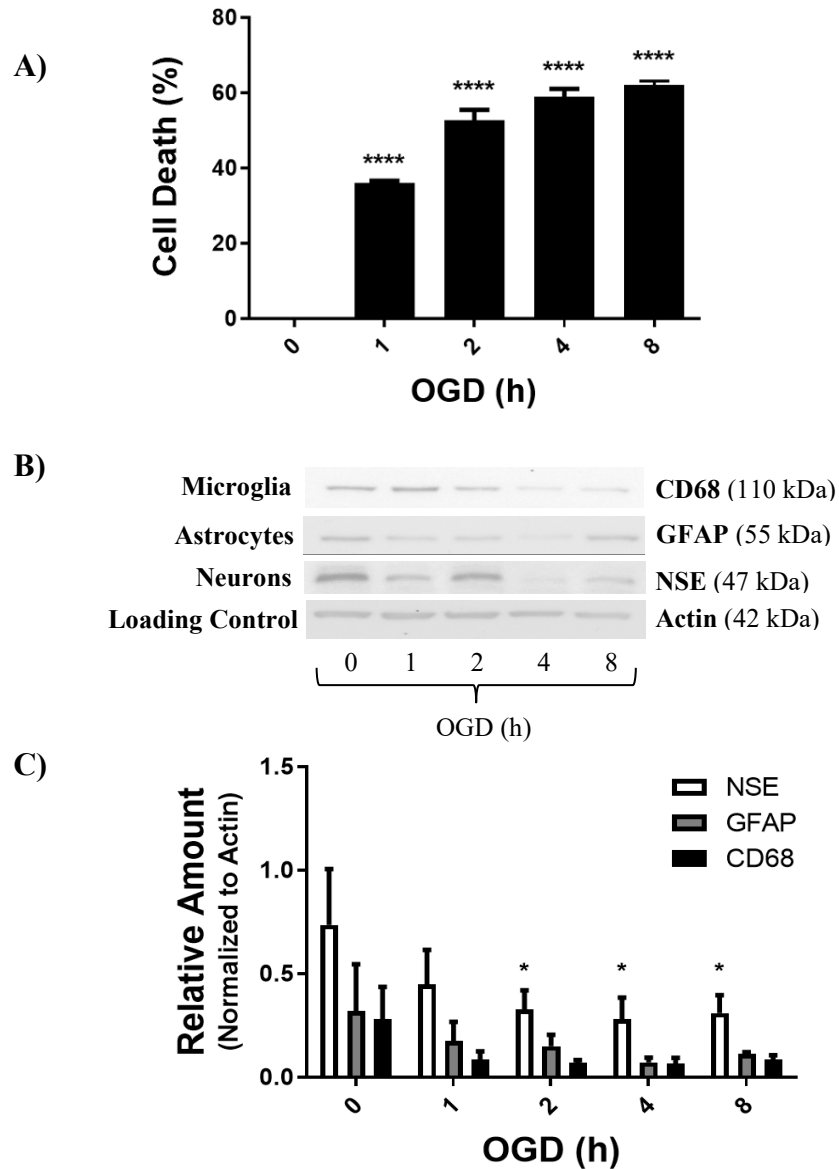 A)
Cell Death (%)
80
60
40
20
0
****
****
****
****
0 1 2 4 8
OGD (h)
B)
Microglia CD68 (110 kDa)
Astrocytes GFAP (55 kDa)
Neurons NSE (47 kDa)
Loading Control Actin (42 kDa)
0 1 2 4 8
OGD (h)
C)
Relative Amount
(Normalized to Actin)
1.5
1.0
0.5
0.0
NSE
GFAP
CD68
* * *
0 1 2 4 8
OGD (h)